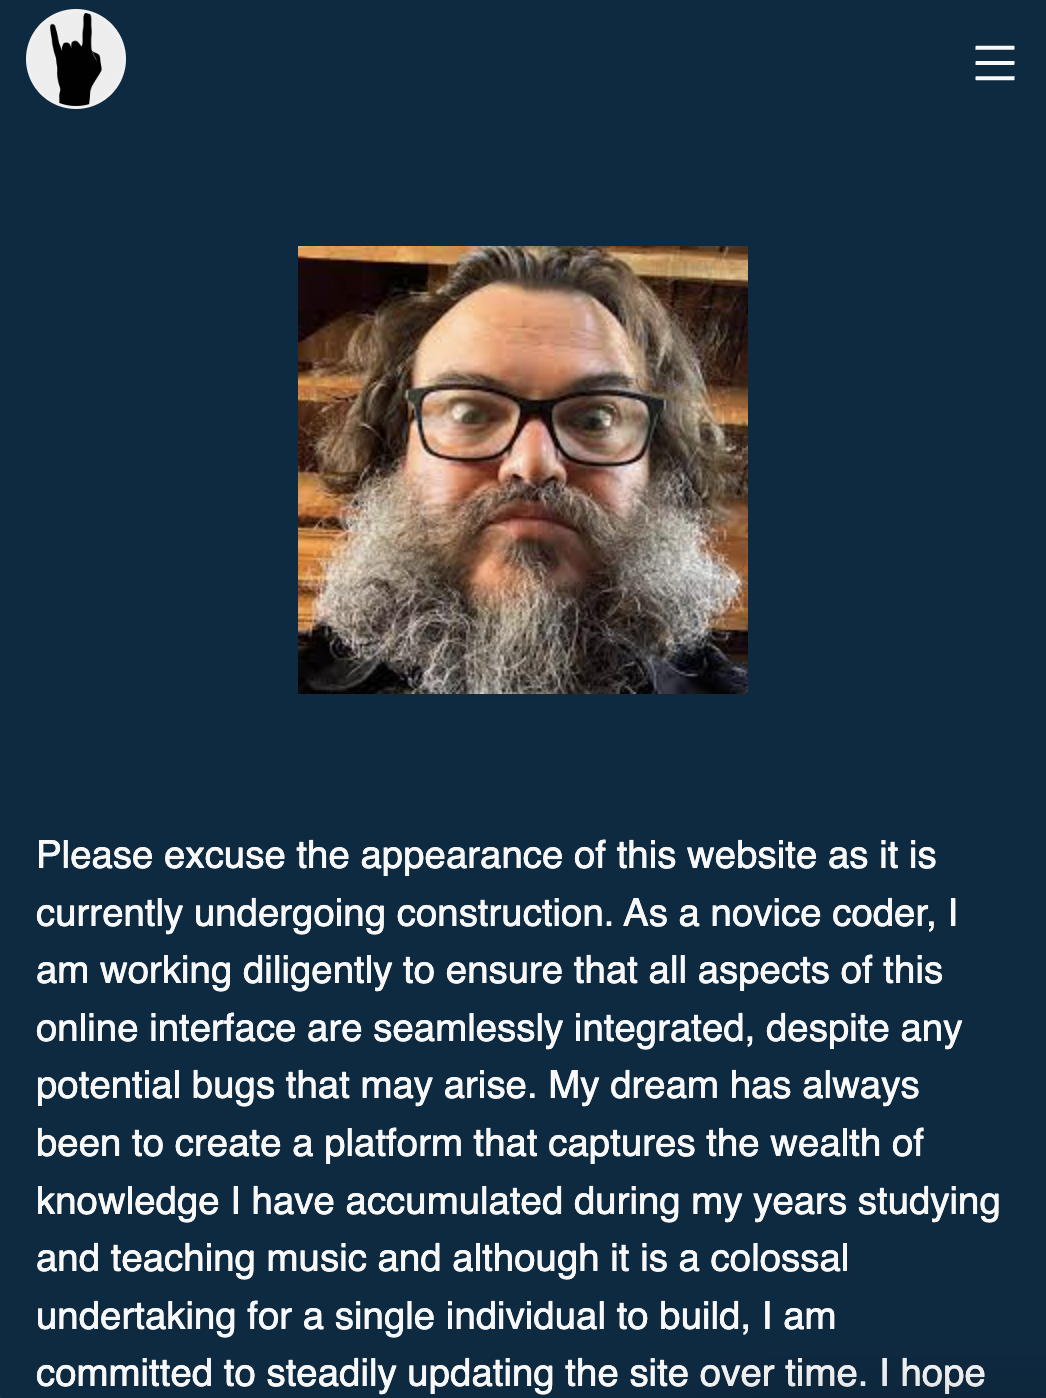 Please excuse the appearance of this website as it is
currently undergoing construction. As a novice coder, I
am working diligently to ensure that all aspects of this
online interface are seamlessly integrated, despite any
potential bugs that may arise. My dream has always
been to create a platform that captures the wealth of
knowledge I have accumulated during my years studying
and teaching music and although it is a colossal
undertaking for a single individual to build, I am
committed to steadily updating the site over time. I hope